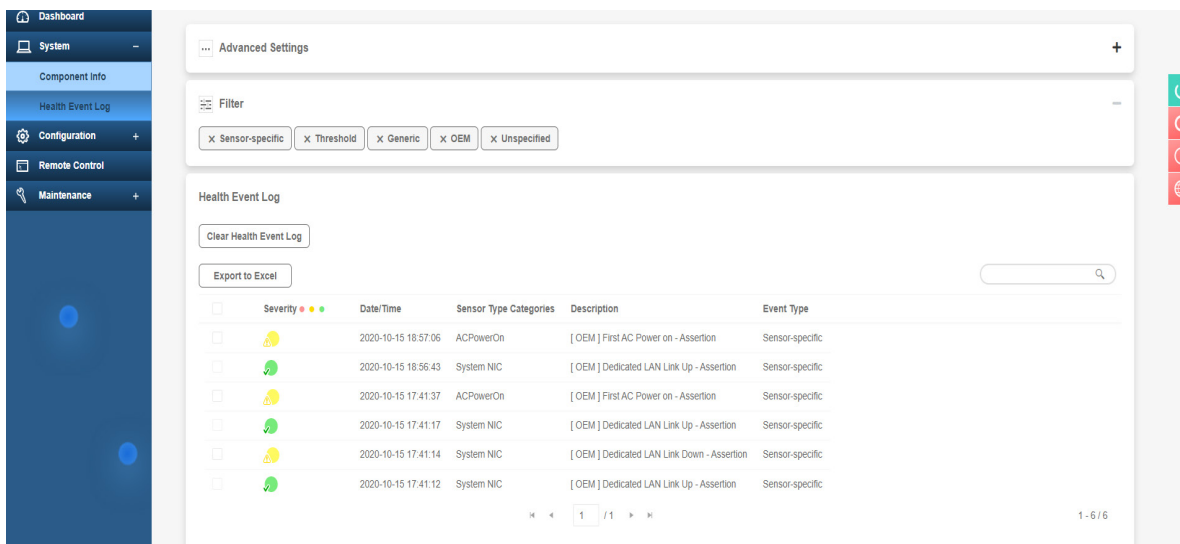 Dashboard
System −
Component Info
Health Event Log
Configuration +
Remote Control
Maintenance +
... Advanced Settings +
Filter −
x Sensor-specific x Threshold x Generic x OEM x Unspecified
Health Event Log
Clear Health Event Log
Export to Excel
Severity Date/Time Sensor Type Categories Description Event Type
2020-10-15 18:57:06 ACPowerOn [ OEM ] First AC Power on - Assertion Sensor-specific
2020-10-15 18:56:43 System NIC [ OEM ] Dedicated LAN Link Up - Assertion Sensor-specific
2020-10-15 17:41:37 ACPowerOn [ OEM ] First AC Power on - Assertion Sensor-specific
2020-10-15 17:41:17 System NIC [ OEM ] Dedicated LAN Link Up - Assertion Sensor-specific
2020-10-15 17:41:14 System NIC [ OEM ] Dedicated LAN Link Down - Assertion Sensor-specific
2020-10-15 17:41:12 System NIC [ OEM ] Dedicated LAN Link Up - Assertion Sensor-specific
1 / 1 1 - 6 / 6